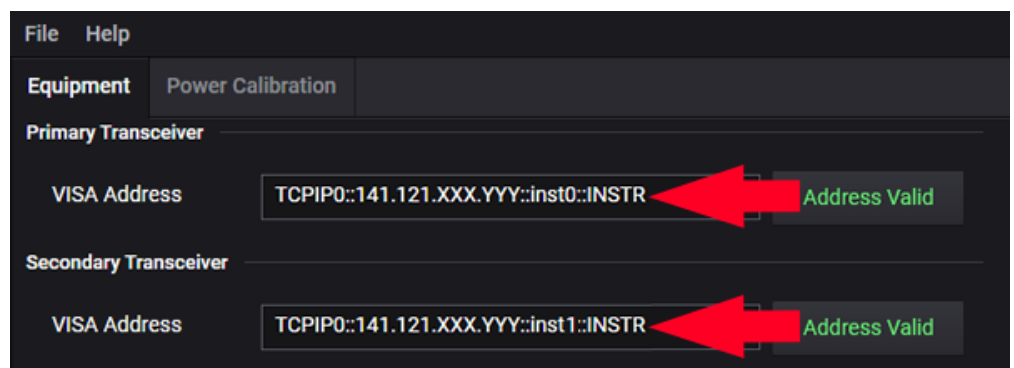 File Help
Equipment Power Calibration
Primary Transceiver
VISA Address TCPIP0::141.121.XXX.YYY::inst0::INSTR Address Valid
Secondary Transceiver
VISA Address TCPIP0::141.121.XXX.YYY::inst1::INSTR Address Valid